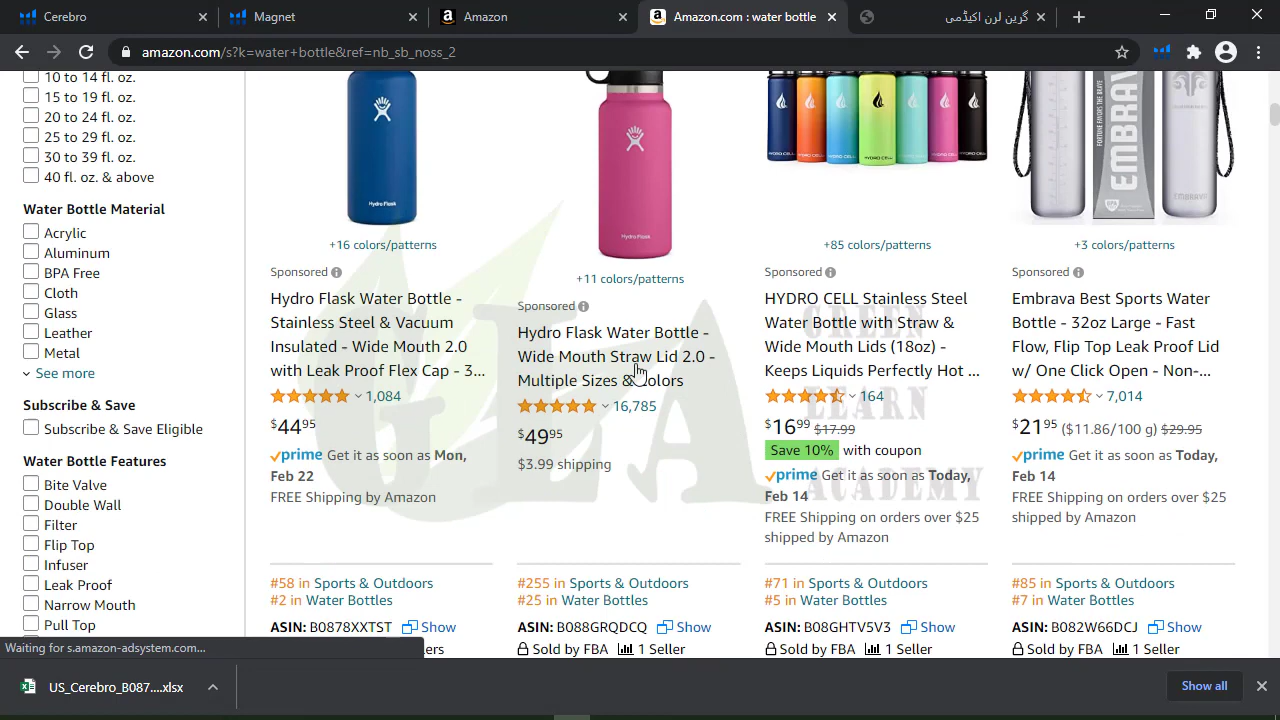 Cerebro
Magnet
Amazon
Amazon.com : water bottle
گرین لرن اکیڈمی
amazon.com/s?k=water+bottle&ref=nb_sb_noss_2
10 to 14 fl. oz.
15 to 19 fl. oz.
20 to 24 fl. oz.
25 to 29 fl. oz.
30 to 39 fl. oz.
40 fl. oz. & above
Water Bottle Material
Acrylic
Aluminum
BPA Free
Cloth
Glass
Leather
Metal
See more
Subscribe & Save
Subscribe & Save Eligible
Water Bottle Features
Bite Valve
Double Wall
Filter
Flip Top
Infuser
Leak Proof
Narrow Mouth
Pull Top
Hydro Flask
+16 colors/patterns
Sponsored
Hydro Flask Water Bottle -
Stainless Steel & Vacuum
Insulated - Wide Mouth 2.0
with Leak Proof Flex Cap - 3...
1,084
$44.95
prime Get it as soon as Mon,
Feb 22
FREE Shipping by Amazon
#58 in Sports & Outdoors
#2 in Water Bottles
ASIN: B0878XXTST Show
Hydro Flask
+11 colors/patterns
Sponsored
Hydro Flask Water Bottle -
Wide Mouth Straw Lid 2.0 -
Multiple Sizes & Colors
16,785
$49.95
$3.99 shipping
#255 in Sports & Outdoors
#25 in Water Bottles
ASIN: B088GRQDCQ Show
Sold by FBA 1 Seller
+85 colors/patterns
Sponsored
HYDRO CELL Stainless Steel
Water Bottle with Straw &
Wide Mouth Lids (18oz) -
Keeps Liquids Perfectly Hot ...
164
$16.99 $17.99
Save 10% with coupon
prime Get it as soon as Today,
Feb 14
FREE Shipping on orders over $25
shipped by Amazon
#71 in Sports & Outdoors
#5 in Water Bottles
ASIN: B08GHTV5V3 Show
Sold by FBA 1 Seller
EMBRAVA
FORTUNE FAVORS THE BRAVE
+3 colors/patterns
Sponsored
Embrava Best Sports Water
Bottle - 32oz Large - Fast
Flow, Flip Top Leak Proof Lid
w/ One Click Open - Non-...
7,014
$21.95 ($11.86/100 g) $29.95
prime Get it as soon as Today,
Feb 14
FREE Shipping on orders over $25
shipped by Amazon
#85 in Sports & Outdoors
#7 in Water Bottles
ASIN: B082W6GDCJ Show
Sold by FBA 1 Seller
GLA
GREEN
LEARN
ACADEMY
Waiting for s.amazon-adsystem.com...
US_Cerebro_B087....xlsx
Show all